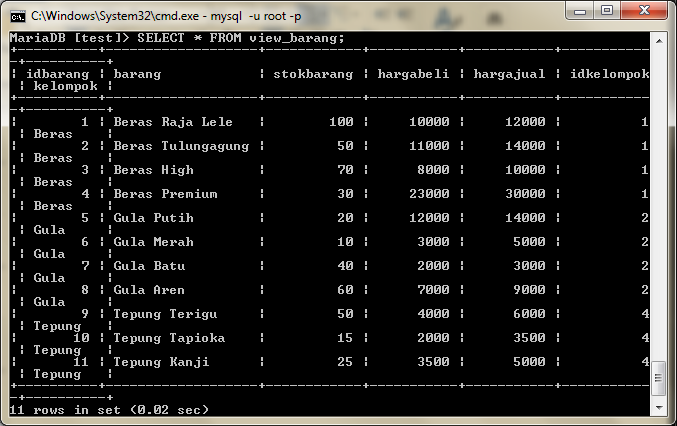 C:\Windows\System32\cmd.exe - mysql  -u root -p
MariaDB [test]> SELECT * FROM view_barang;
+----------+------------------+------------+-----------+-----------+------------
-+----------+
| idbarang | barang           | stokbarang | hargabeli | hargajual | idkelompok
 | kelompok |
+----------+------------------+------------+-----------+-----------+------------
-+----------+
|        1 | Beras Raja Lele  |        100 |     10000 |     12000 |          1
 | Beras    |
|        2 | Beras Tulungagung |         50 |     11000 |     14000 |          1
 | Beras    |
|        3 | Beras High       |         70 |      8000 |     10000 |          1
 | Beras    |
|        4 | Beras Premium    |         30 |     23000 |     30000 |          1
 | Beras    |
|        5 | Gula Putih       |         20 |     12000 |     14000 |          2
 | Gula     |
|        6 | Gula Merah       |         10 |      3000 |      5000 |          2
 | Gula     |
|        7 | Gula Batu        |         40 |      2000 |      3000 |          2
 | Gula     |
|        8 | Gula Aren        |         60 |      7000 |      9000 |          2
 | Gula     |
|        9 | Tepung Terigu    |         50 |      4000 |      6000 |          4
 | Tepung   |
|       10 | Tepung Tapioka   |         15 |      2000 |      3500 |          4
 | Tepung   |
|       11 | Tepung Kanji     |         25 |      3500 |      5000 |          4
 | Tepung   |
+----------+------------------+------------+-----------+-----------+------------
-+----------+
11 rows in set (0.02 sec)